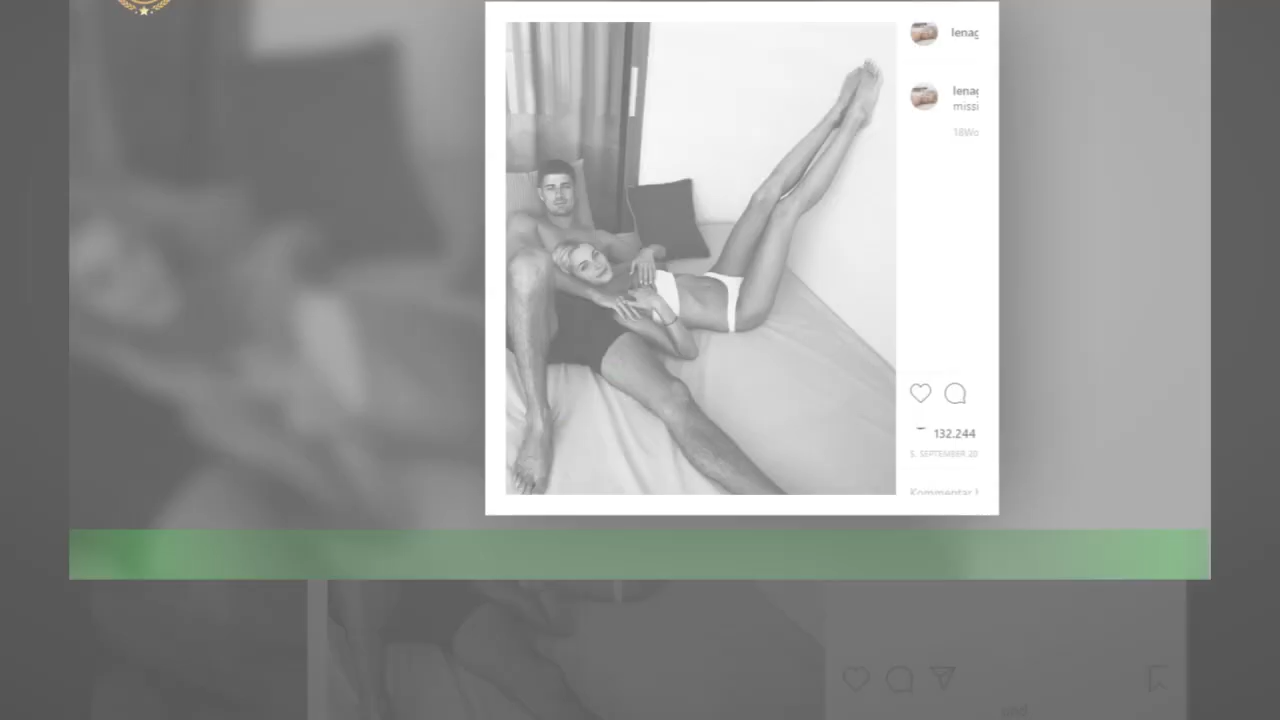 lenag
lenag
missi
18Wo
132.244
5. SEPTEMBER 20
Kommentar h